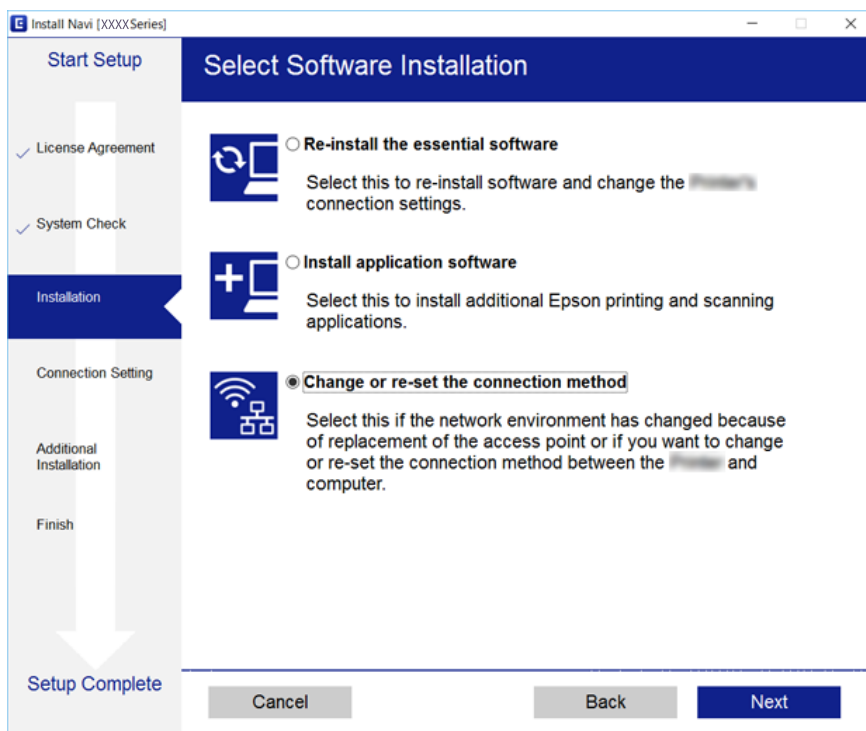 E Install Navi [XXXX Series]
Start Setup
License Agreement
System Check
Installation
Connection Setting
Additional
Installation
Finish
Setup Complete
Select Software Installation
Re-install the essential software
Select this to re-install software and change the
connection settings.
Install application software
Select this to install additional Epson printing and scanning
applications.
Change or re-set the connection method
Select this if the network environment has changed because
of replacement of the access point or if you want to change
or re-set the connection method between the and
computer.
Cancel
Back
Next